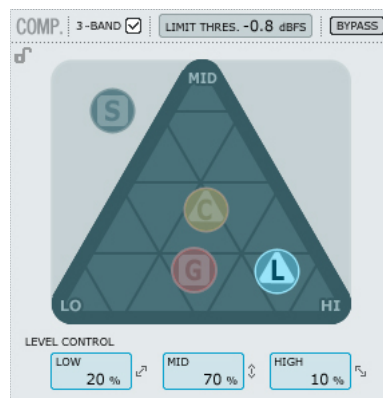 COMP. 3-BAND LIMIT THRES. -0.8 dBFS BYPASS
MID
S
C
G L
LO HI
LEVEL CONTROL
LOW MID HIGH
20 % 70 % 10 %